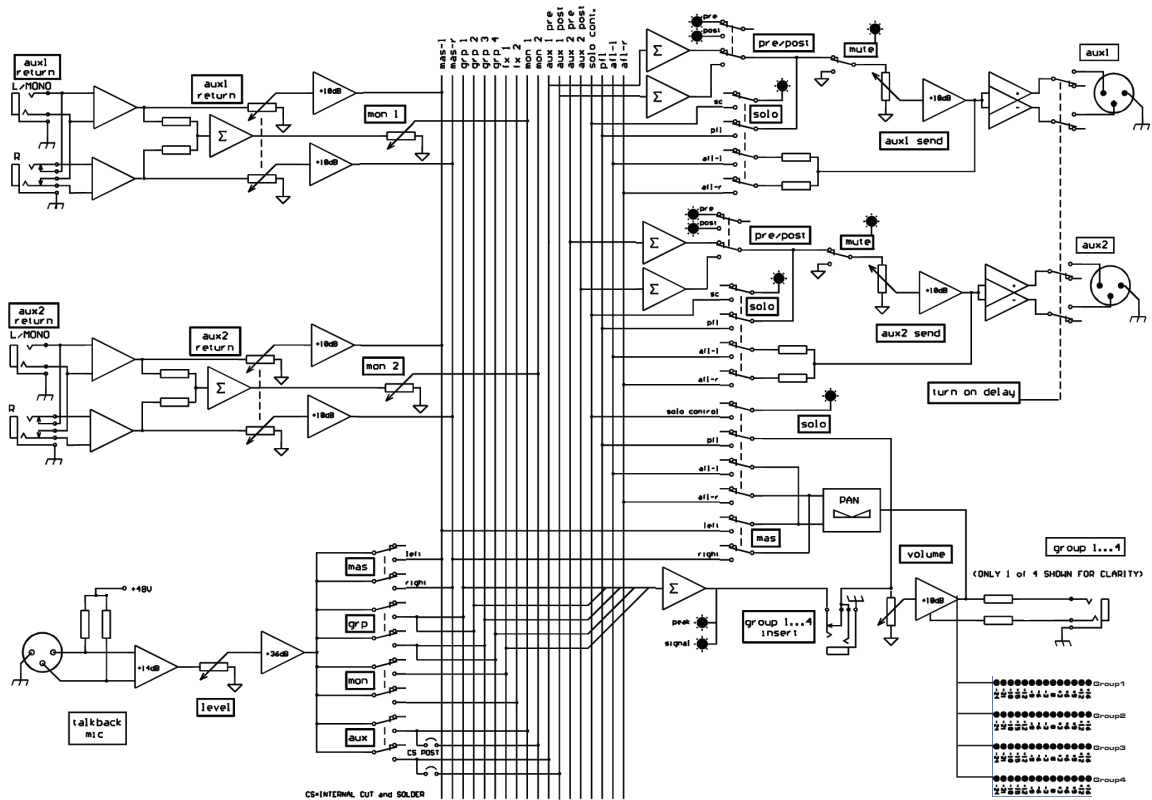 aux1
return
L/MONO
R
aux1
return
+10dB
mon 1
Σ
+10dB
aux2
return
L/MONO
R
aux2
return
+10dB
mon 2
Σ
+10dB
mas-l
mas-r
grp 1
grp 2
grp 3
grp 4
fx 1
fx 2
mon 1
mon 2
aux 1 pre
aux 1 post
aux 2 pre
aux 2 post
solo cont.
pfl
afl-l
afl-r
pre
post
pre/post
Σ
Σ
mute
aux1
sc
solo
pfl
afl-l
afl-r
+10dB
+
-
aux1 send
pre
post
pre/post
Σ
Σ
mute
aux2
sc
solo
pfl
afl-l
afl-r
+10dB
+
-
aux2 send
turn on delay
solo control
solo
pfl
afl-l
afl-r
left
mas
right
PAN
volume
group 1...4
(ONLY 1 of 4 SHOWN FOR CLARITY)
Σ
peak
signal
group 1...4
insert
+10dB
Group1
Group2
Group3
Group4
+48V
+14dB
level
+36dB
talkback
mic
mas
left
right
grp
mon
aux
CS POST
CS=INTERNAL CUT and SOLDER